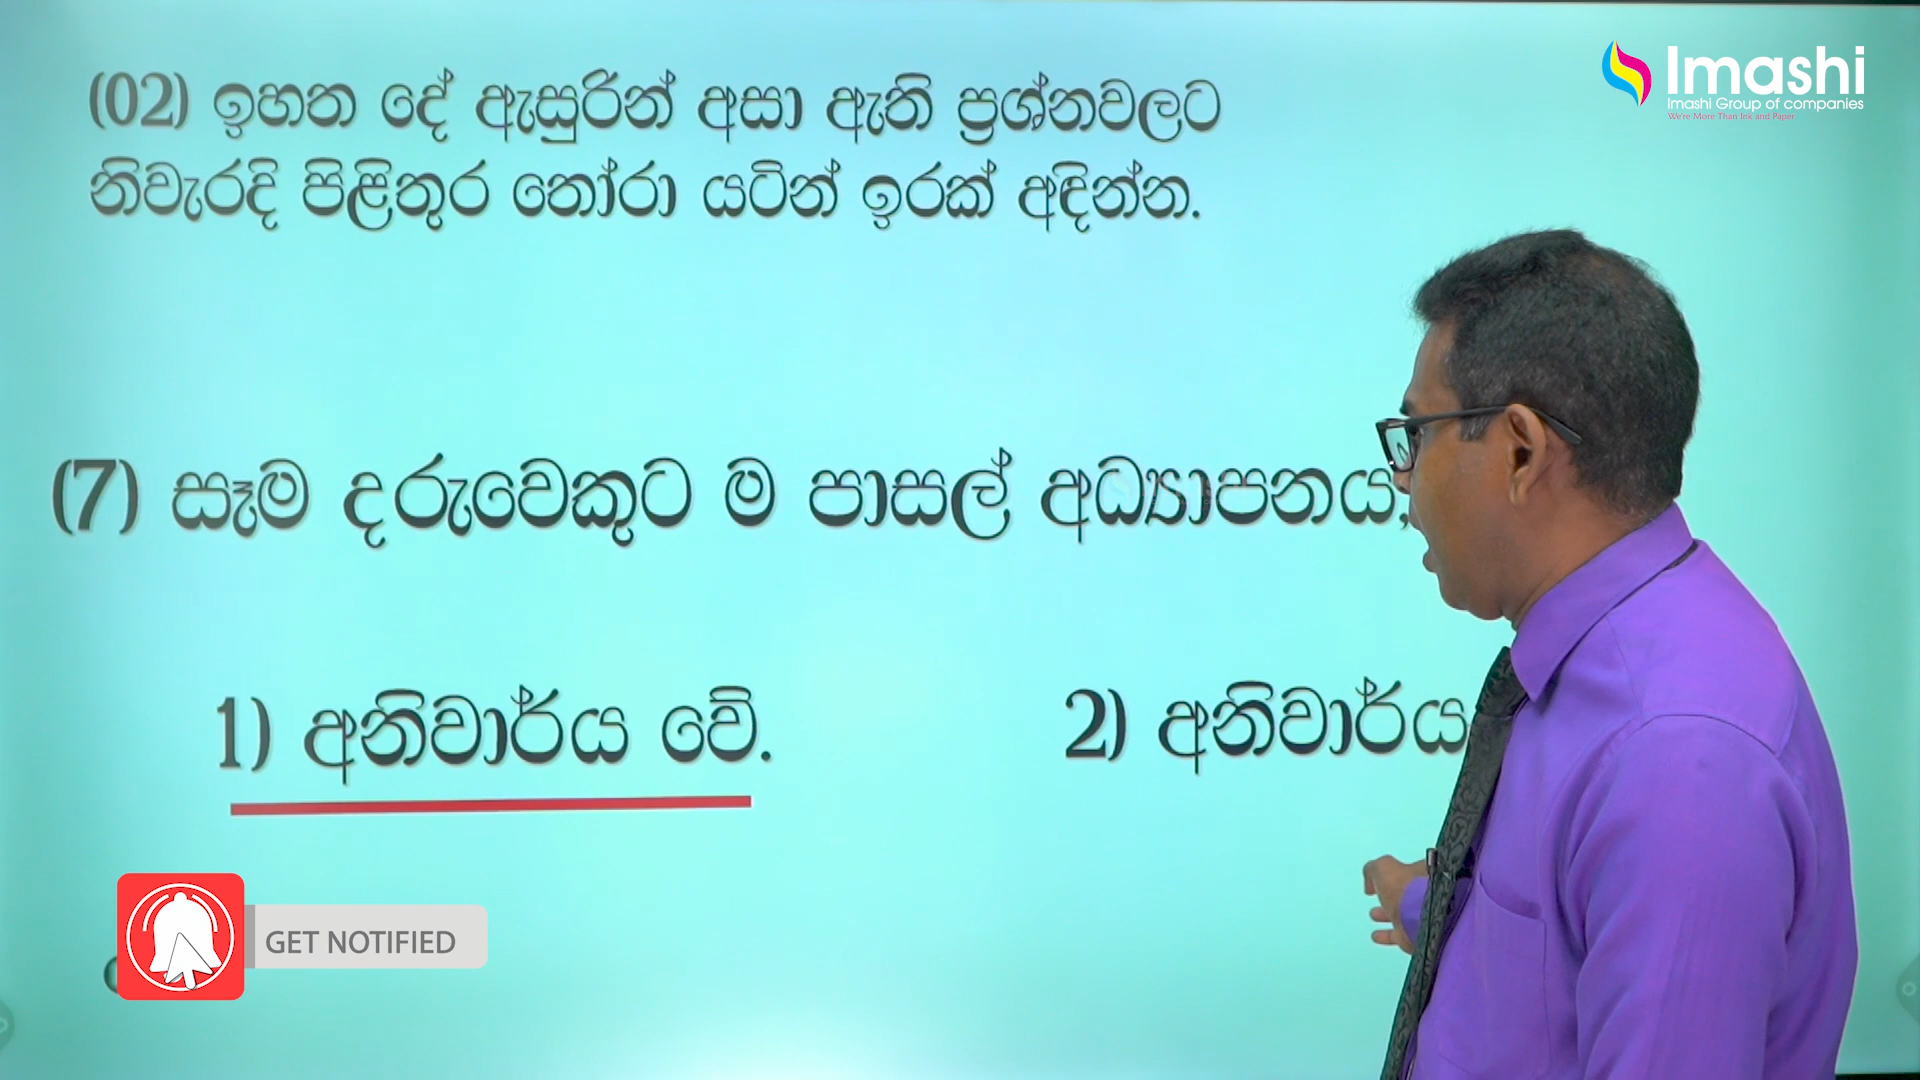 Imashi
Imashi Group of companies
We're More Than Ink and Paper
(02) ඉහත දේ ඇසුරින් අසා ඇති ප්‍රශ්නවලට
නිවැරදි පිළිතුර තෝරා යටින් ඉරක් අඳින්න.
(7) සෑම දරුවෙකුට ම පාසල් අධ්‍යාපනය,
1) අනිවාර්ය වේ.
2) අනිවාර්ය
GET NOTIFIED